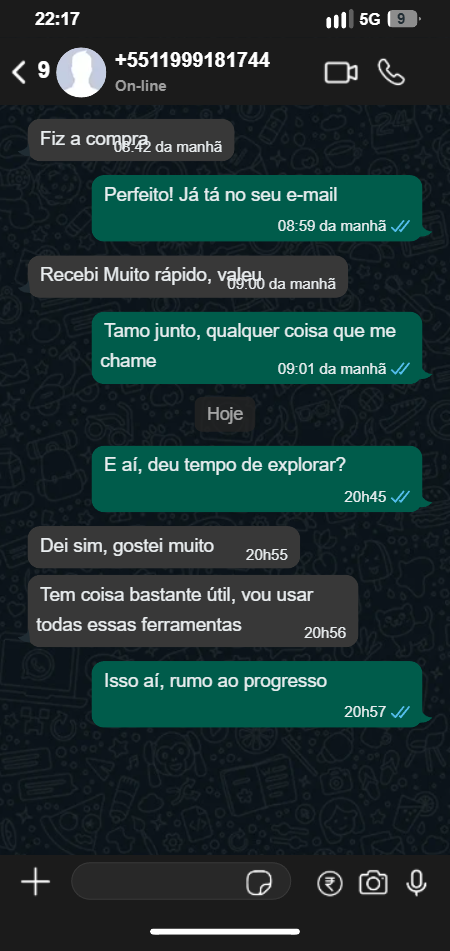 22:17 5G 9
9 +5511999181744
On-line
Fiz a compra
08:42 da manhã
Perfeito! Já tá no seu e-mail
08:59 da manhã
Recebi Muito rápido, valeu
09:00 da manhã
Tamo junto, qualquer coisa que me
chame
09:01 da manhã
Hoje
E aí, deu tempo de explorar?
20h45
Dei sim, gostei muito
20h55
Tem coisa bastante útil, vou usar
todas essas ferramentas
20h56
Isso aí, rumo ao progresso
20h57
₹